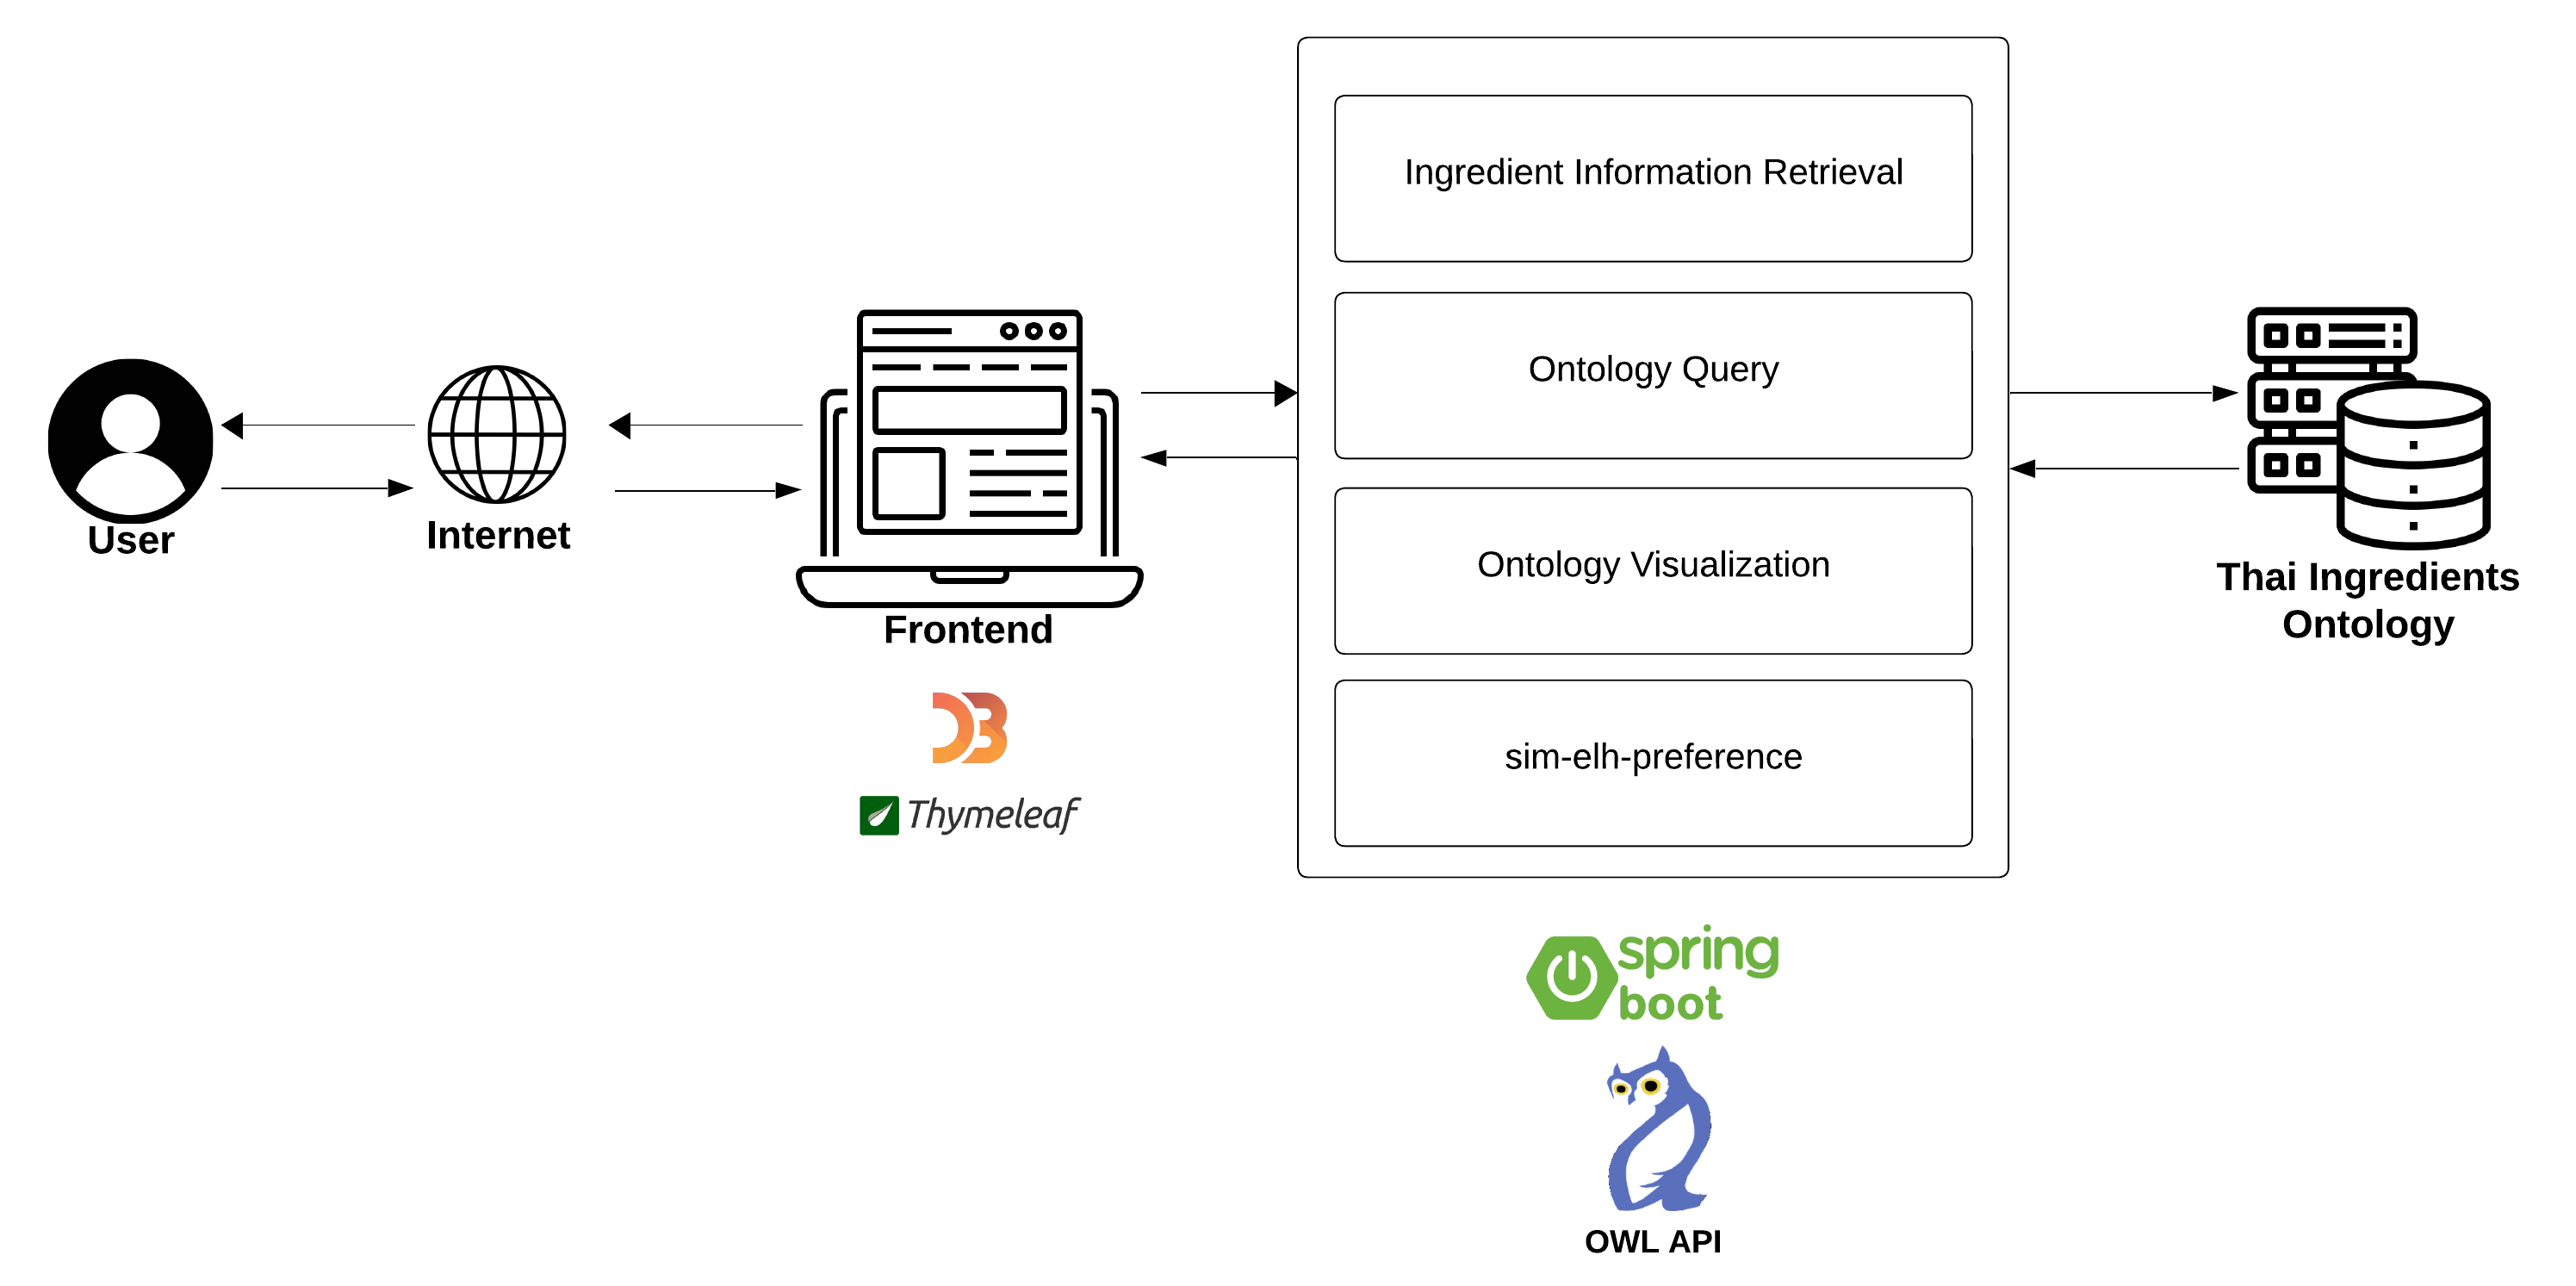 Ingredient Information Retrieval
Ontology Query
Ontology Visualization
sim-elh-preference
User
Internet
Frontend
Thai Ingredients
Ontology
D3
Thymeleaf
spring
boot
OWL API